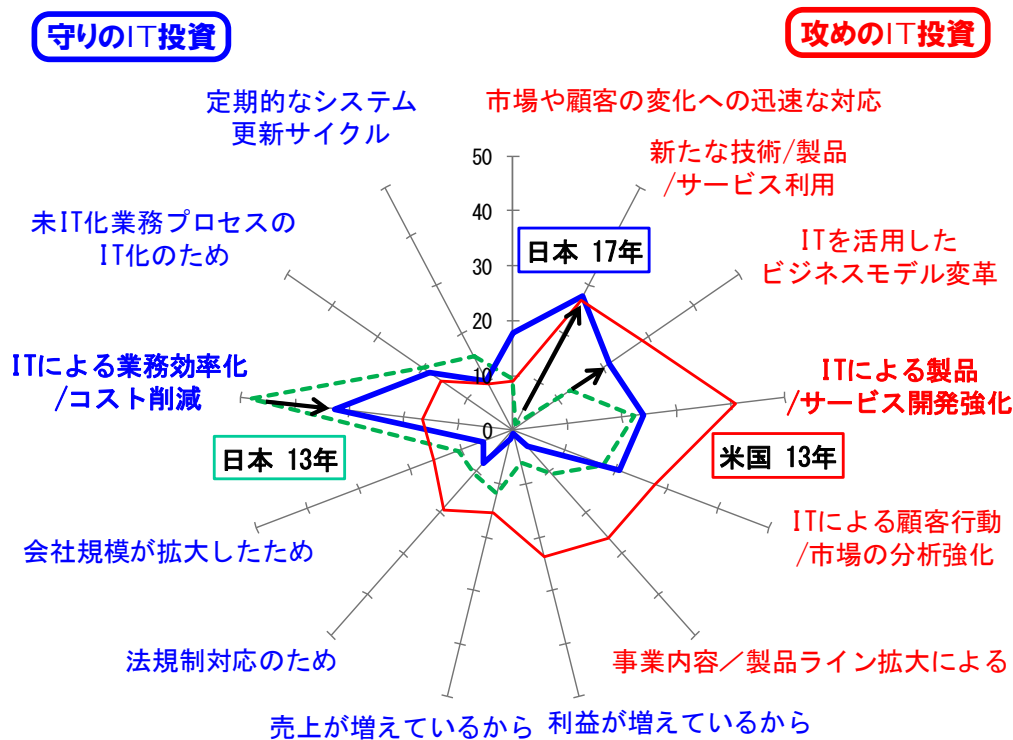 守りのIT投資
攻めのIT投資
定期的なシステム
更新サイクル
市場や顧客の変化への迅速な対応
新たな技術/製品
/サービス利用
未IT化業務プロセスの
IT化のため
ITを活用した
ビジネスモデル変革
50
40
30
20
10
0
日本 17年
ITによる業務効率化
/コスト削減
ITによる製品
/サービス開発強化
日本 13年
米国 13年
会社規模が拡大したため
ITによる顧客行動
/市場の分析強化
法規制対応のため
事業内容／製品ライン拡大による
売上が増えているから
利益が増えているから